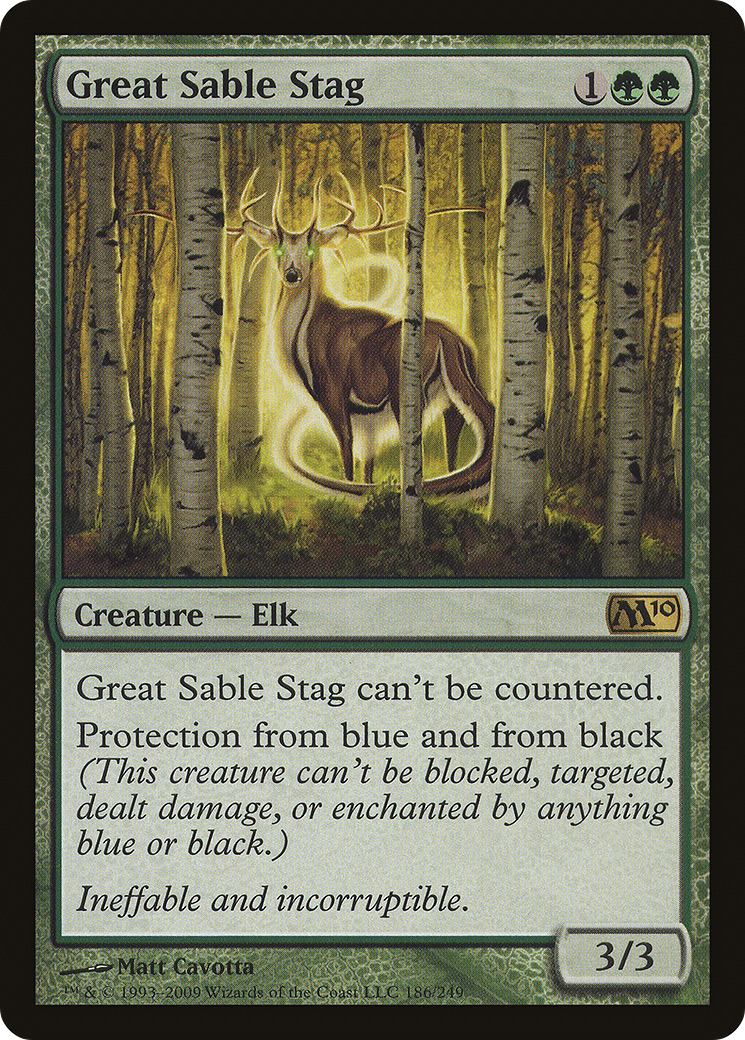 Great Sable Stag 1
Creature — Elk M10
Great Sable Stag can't be countered.
Protection from blue and from black
(This creature can't be blocked, targeted,
dealt damage, or enchanted by anything
blue or black.)
Ineffable and incorruptible.
3/3
Matt Cavotta
™ & © 1993–2009 Wizards of the Coast LLC 186/249